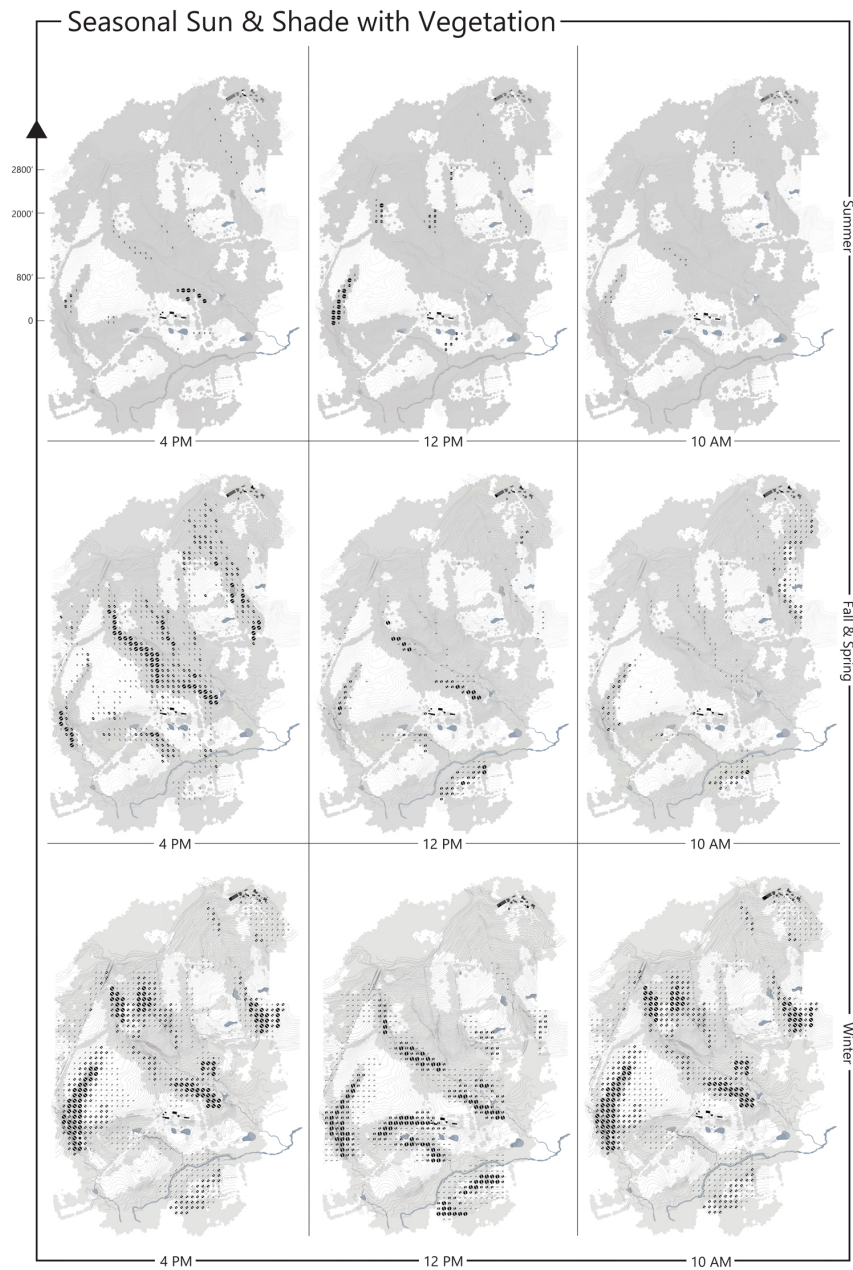 Seasonal Sun & Shade with Vegetation
2800'
2000'
800'
0
Summer
4 PM
12 PM
10 AM
Fall & Spring
4 PM
12 PM
10 AM
Winter
4 PM
12 PM
10 AM